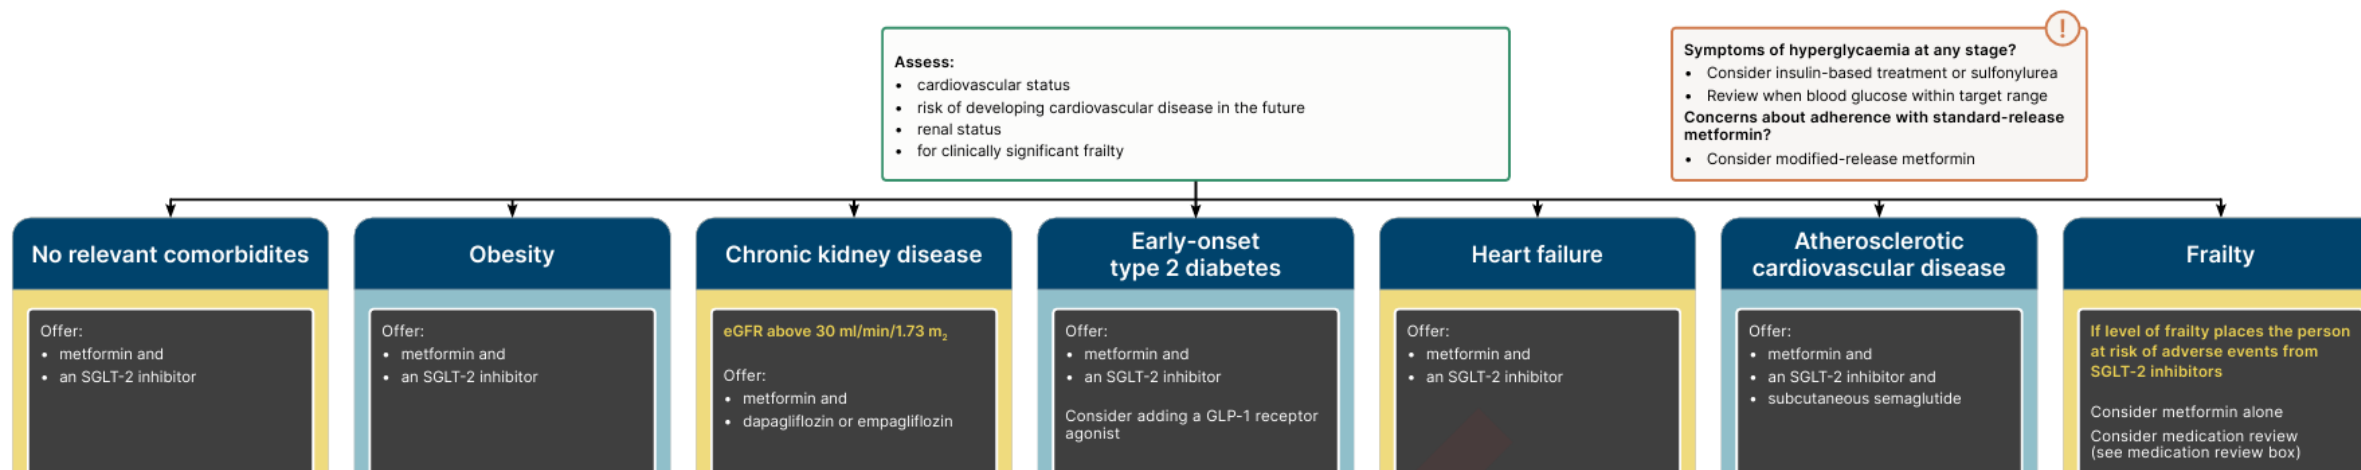 Assess:
• cardiovascular status
• risk of developing cardiovascular disease in the future
• renal status
• for clinically significant frailty
!
Symptoms of hyperglycaemia at any stage?
• Consider insulin-based treatment or sulfonylurea
• Review when blood glucose within target range
Concerns about adherence with standard-release
metformin?
• Consider modified-release metformin
No relevant comorbidites
Offer:
• metformin and
• an SGLT-2 inhibitor
Obesity
Offer:
• metformin and
• an SGLT-2 inhibitor
Chronic kidney disease
eGFR above 30 ml/min/1.73 m₂
Offer:
• metformin and
• dapagliflozin or empagliflozin
Early-onset
type 2 diabetes
Offer:
• metformin and
• an SGLT-2 inhibitor
Consider adding a GLP-1 receptor
agonist
Heart failure
Offer:
• metformin and
• an SGLT-2 inhibitor
Atherosclerotic
cardiovascular disease
Offer:
• metformin and
• an SGLT-2 inhibitor and
• subcutaneous semaglutide
Frailty
If level of frailty places the person
at risk of adverse events from
SGLT-2 inhibitors
Consider metformin alone
Consider medication review
(see medication review box)